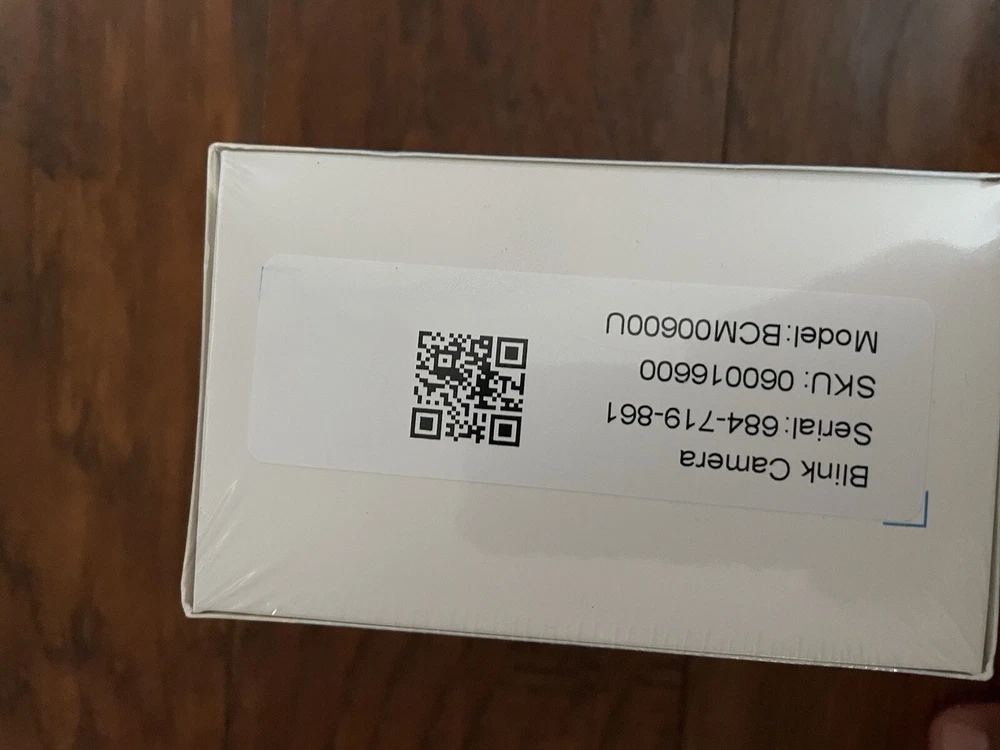 Blink Camera
Serial:684-719-861
SKU: 060016600
Model:BCM00600U